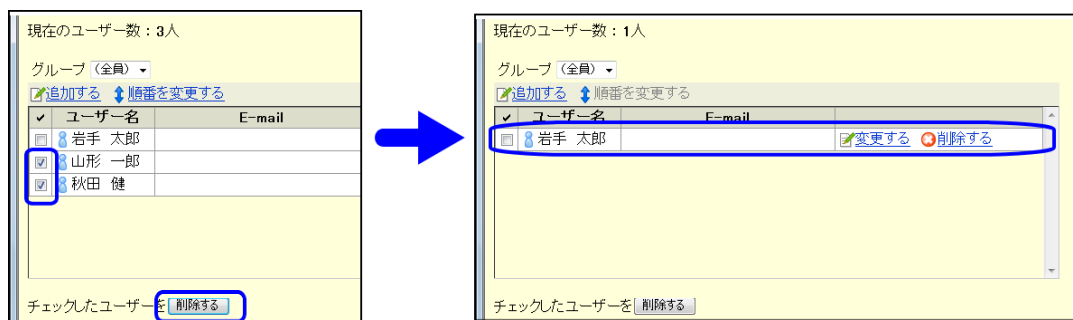 現在のユーザー数：3人
グループ (全員)
追加する 順番を変更する
ユーザー名 E-mail
岩手 太郎
山形 一郎
秋田 健
チェックしたユーザーを 削除する
現在のユーザー数：1人
グループ (全員)
追加する 順番を変更する
ユーザー名 E-mail
岩手 太郎 変更する 削除する
チェックしたユーザーを 削除する